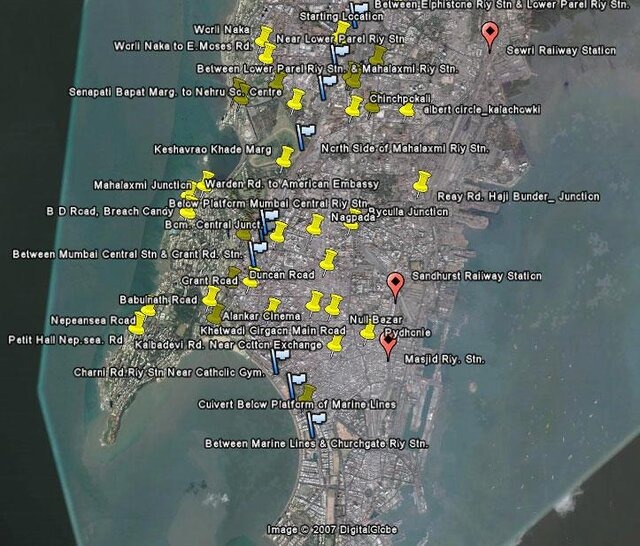 Between Elphistone Rly Stn & Lower Parel Rly Stn.
Starting Location
Worli Naka
Near Lower Parel Rly Stn.
Worli Naka to E.Moses Rd.
Sewri Railway Station
Between Lower Parel Rly Stn. & Mahalaxmi Rly Stn.
Senapati Bapat Marg. to Nehru Sc. Centre
Chinchpokali
albert circle_kalachowki
Keshavrao Khade Marg
North Side of Mahalaxmi Rly Stn.
Mahalaxmi Junction
Warden Rd. to American Embassy
Reay Rd. Haji Bunder_ Junction
Below Platform Mumbai Central Rly Stn
B D Road, Breach Candy
Nagpada
Byculla Junction
Bom. Central Junct.
Between Mumbai Central Stn & Grant Rd. Stn.
Grant Road
Duncan Road
Sandhurst Railway Station
Babulnath Road
Nepeansea Road
Alankar Cinema
Null Bazar
Petit Hall Nep.sea. Rd
Khetwadi Girgaon Main Road
Pydhonie
Kalbadevi Rd. Near Cotton Exchange
Masjid Rly. Stn.
Charni Rd.Rly Stn Near Catholic Gym.
Culvert Below Platform of Marine Lines
Between Marine Lines & Churchgate Rly Stn.
Image © 2007 DigitalGlobe